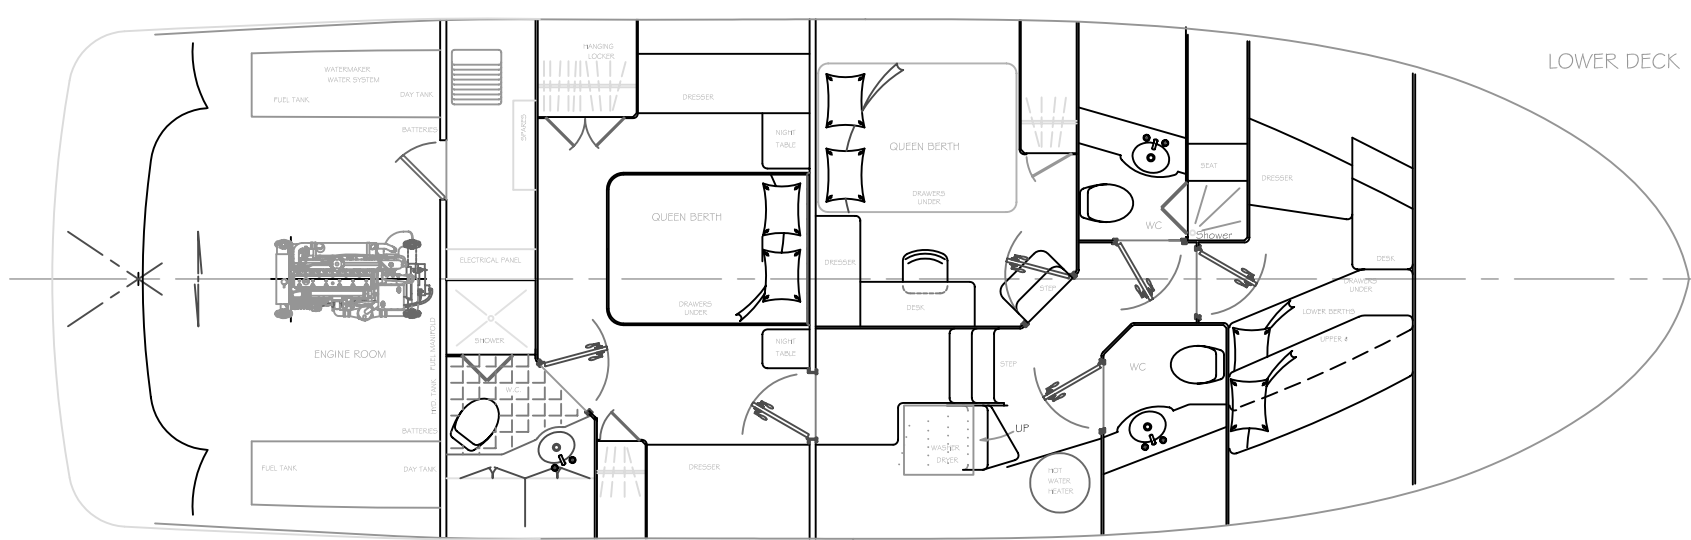 LOWER DECK
HANGING
LOCKER
WATERMAKER
WATER SYSTEM
FUEL TANK
DAY TANK
BATTERIES
SPARES
DRESSER
NIGHT
TABLE
QUEEN BERTH
DRAWERS
UNDER
SEAT
DRESSER
WC
Shower
QUEEN BERTH
DRAWERS
UNDER
ELECTRICAL PANEL
DRESSER
DESK
STEP
DESK
DRAWERS
UNDER
LOWER BERTHS
UPPER
SHOWER
NIGHT
TABLE
ENGINE ROOM
FUEL MANIFOLD
HYD. TANK
STEP
WC
W.C.
BATTERIES
UP
WASHER
DRYER
FUEL TANK
DAY TANK
DRESSER
HOT
WATER
HEATER